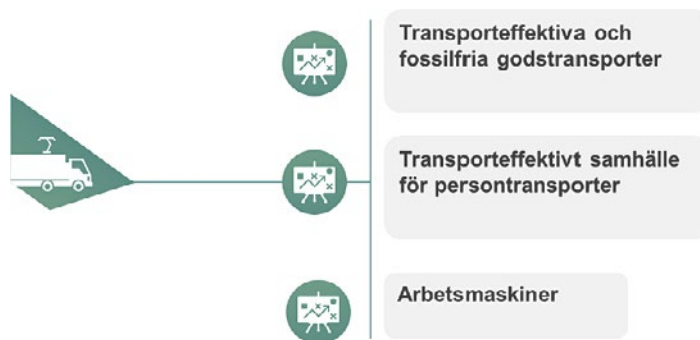 Transporteffektiva och
fossilfria godstransporter
Transporteffektivt samhälle
för persontransporter
Arbetsmaskiner